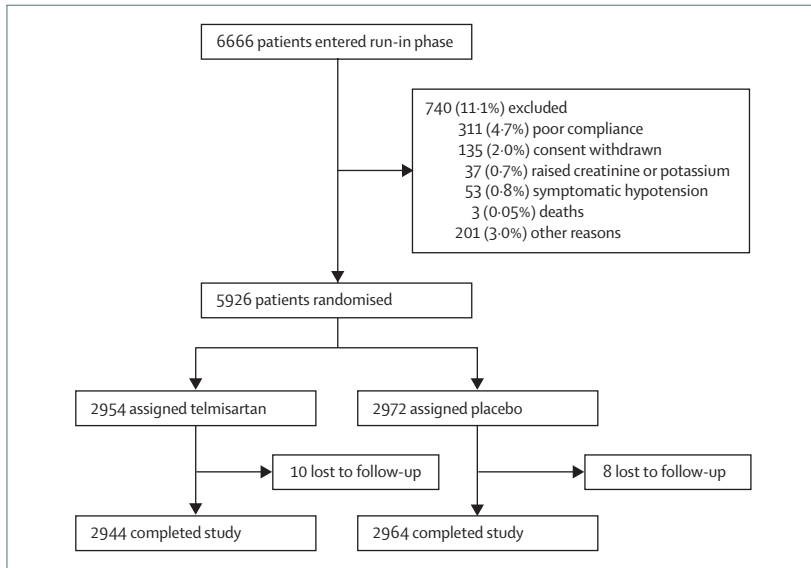 6666 patients entered run-in phase
740 (11·1%) excluded
311 (4·7%) poor compliance
135 (2·0%) consent withdrawn
37 (0·7%) raised creatinine or potassium
53 (0·8%) symptomatic hypotension
3 (0·05%) deaths
201 (3·0%) other reasons
5926 patients randomised
2954 assigned telmisartan
2972 assigned placebo
10 lost to follow-up
8 lost to follow-up
2944 completed study
2964 completed study